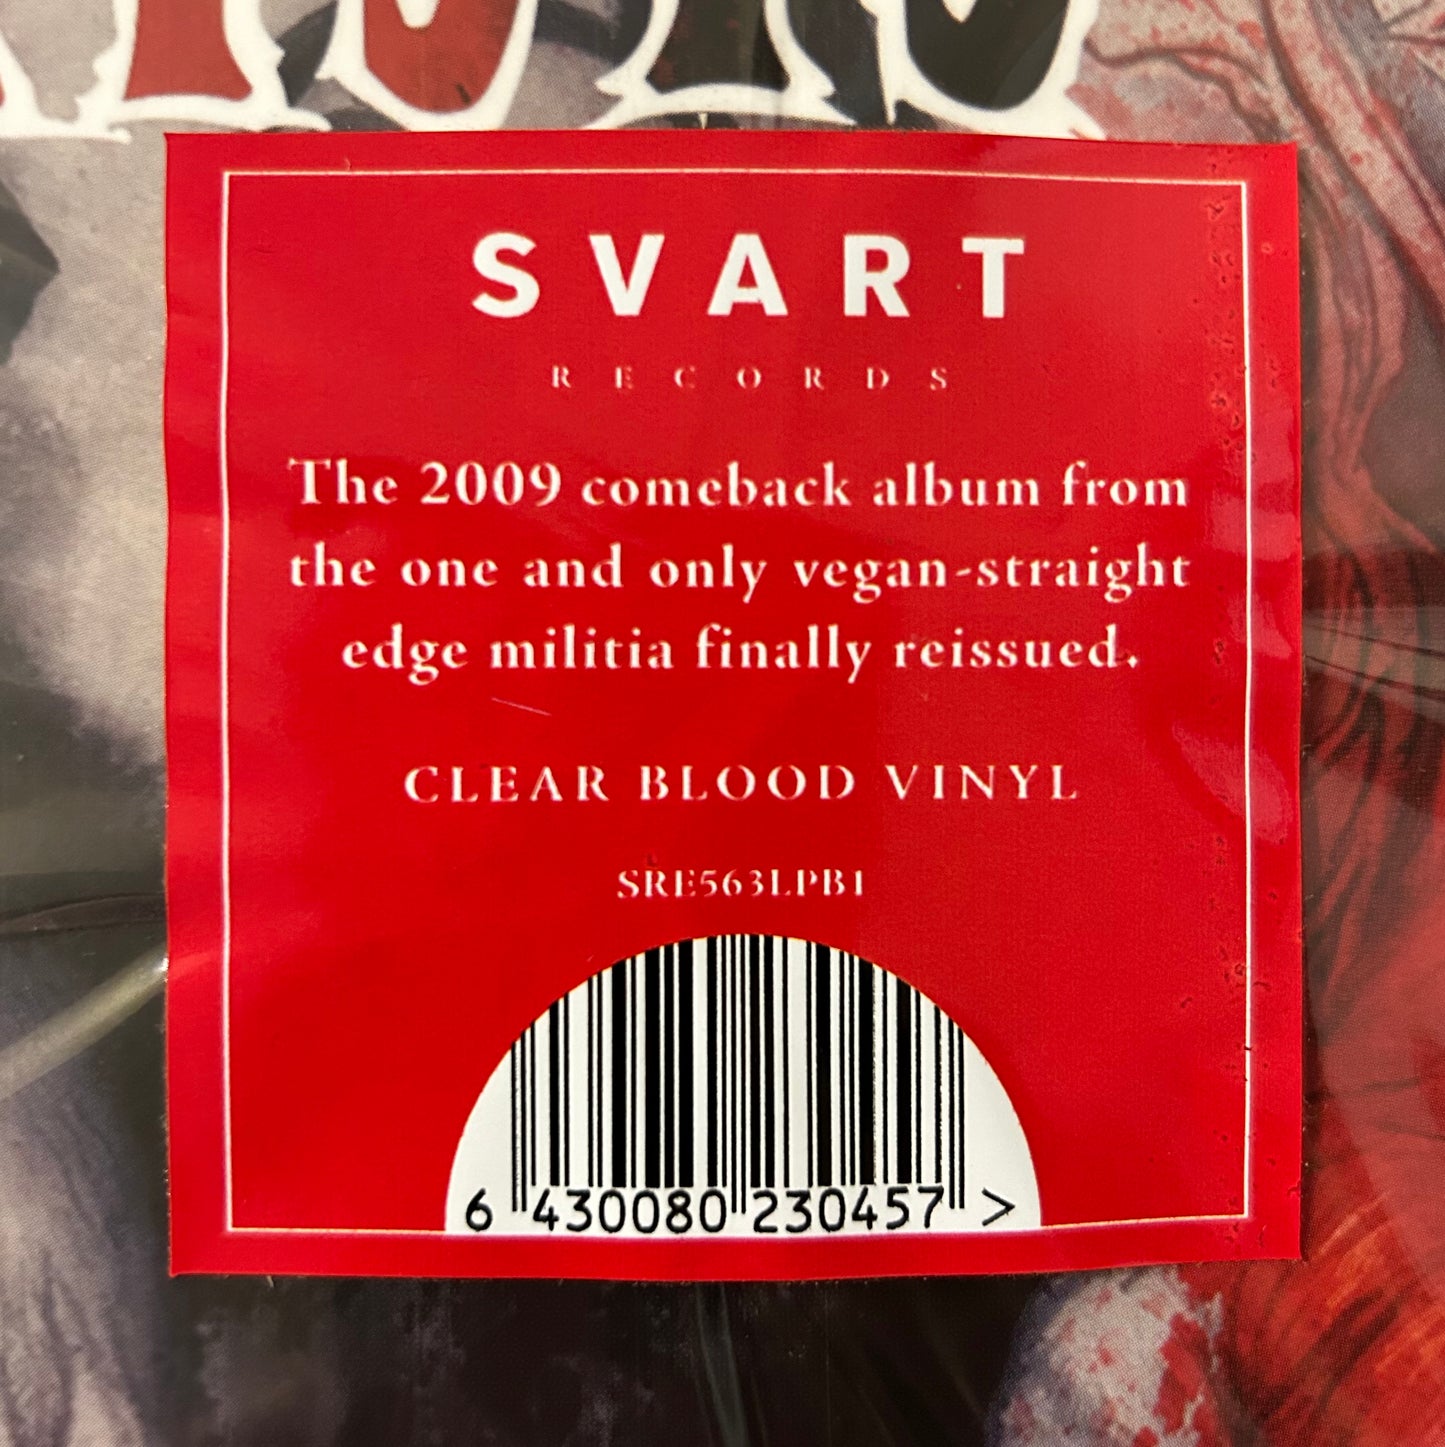 SVART
RECORDS
The 2009 comeback album from
the one and only vegan-straight
edge militia finally reissued.
CLEAR BLOOD VINYL
SRE563LPB1
6 430080 230457 >